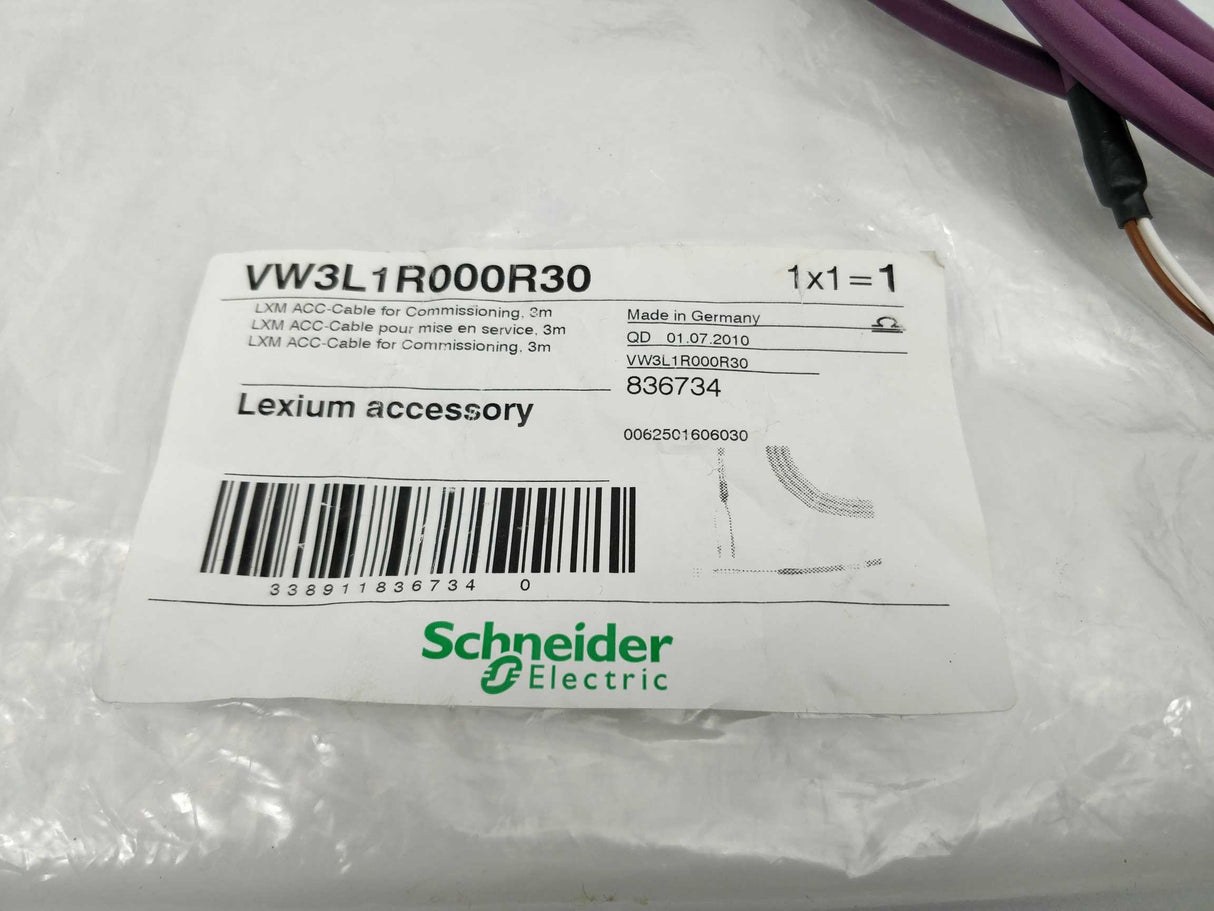 VW3L1R000R30
1x1=1
LXM ACC-Cable for Commissioning, 3m
LXM ACC-Cable pour mise en service, 3m
LXM ACC-Cable for Commissioning, 3m
Made in Germany
QD 01.07.2010
VW3L1R000R30
836734
Lexium accessory
0062501606030
338911836734 0
Schneider
Electric